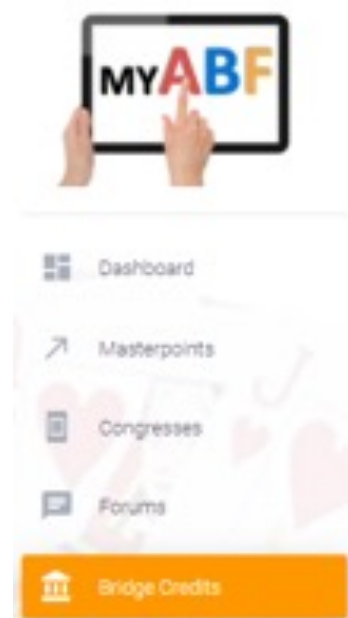 MYABF
Dashboard
Masterpoints
Congresses
Forums
Bridge Credits